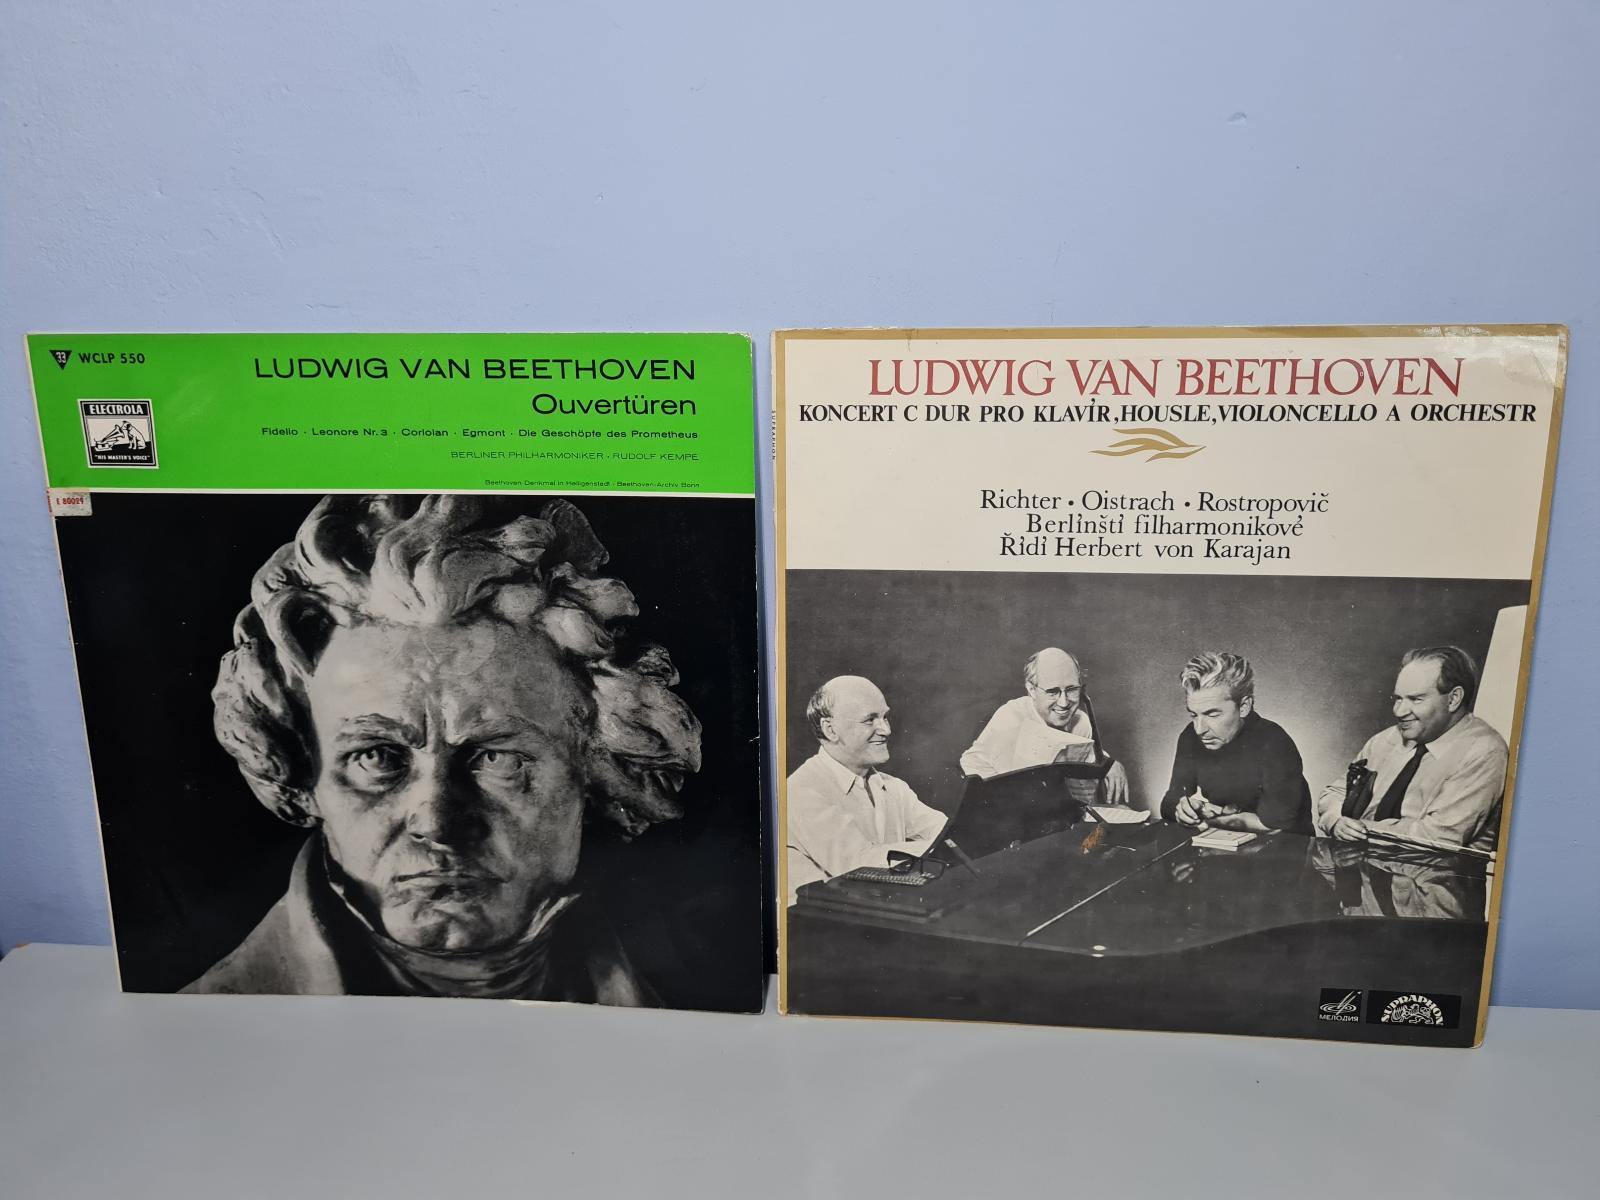 33 WCLP 550
ELECTROLA
"HIS MASTER'S VOICE"
LUDWIG VAN BEETHOVEN
Ouvertüren
Fidelio · Leonore Nr. 3 · Coriolan · Egmont · Die Geschöpfe des Prometheus
BERLINER PHILHARMONIKER · RUDOLF KEMPE
Beethoven-Denkmal in Heiligenstadt · Beethoven-Archiv Bonn
E 80029
SUPRAPHON
LUDWIG VAN BEETHOVEN
KONCERT C DUR PRO KLAVÍR, HOUSLE, VIOLONCELLO A ORCHESTR
Richter · Oistrach · Rostropovič
Berlínští filharmonikové
Řídí Herbert von Karajan
МЕЛОДИЯ
SUPRAPHON